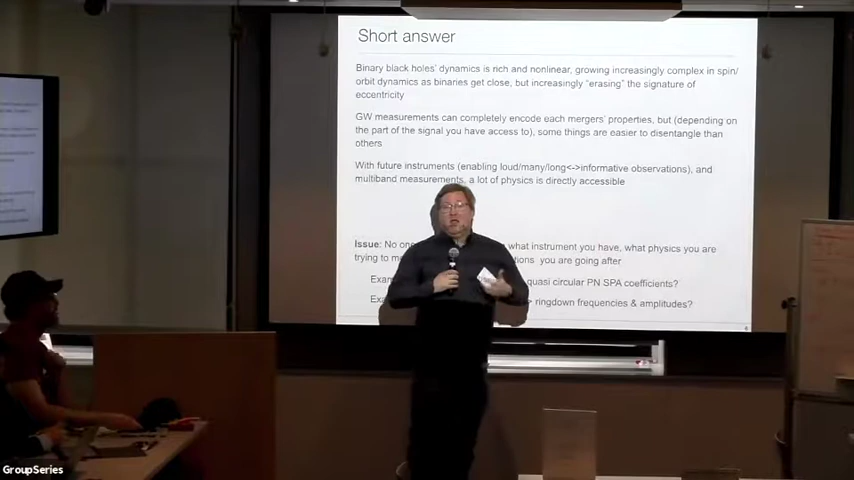 Short answer
Binary black holes' dynamics is rich and nonlinear, growing increasingly complex in spin/
orbit dynamics as binaries get close, but increasingly "erasing" the signature of
eccentricity
GW measurements can completely encode each mergers' properties, but (depending on
the part of the signal you have access to), some things are easier to disentangle than
others
With future instruments (enabling loud/many/long<->informative observations), and
multiband measurements, a lot of physics is directly accessible
Issue: No one what instrument you have, what physics you are
trying to you are going after
quasi circular PN SPA coefficients?
ringdown frequencies & amplitudes?
GroupSeries